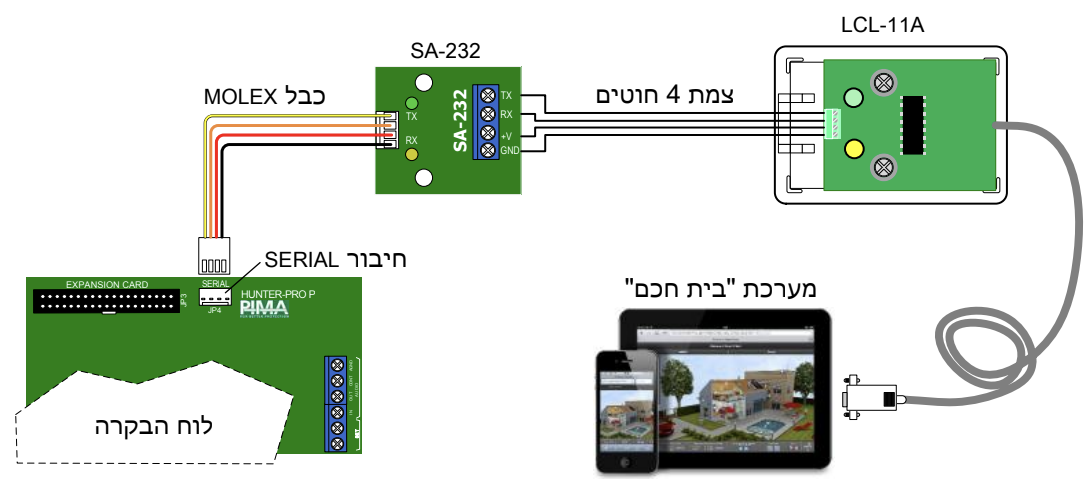 LCL-11A
SA-232
כבל MOLEX
צמת 4 חוטים
TX
RX
SA-232
TX
RX
+V
GND
חיבור SERIAL
EXPANSION CARD
JP3
SERIAL
JP4
HUNTER-PRO P
PIMA
מערכת "בית חכם"
לוח הבקרה